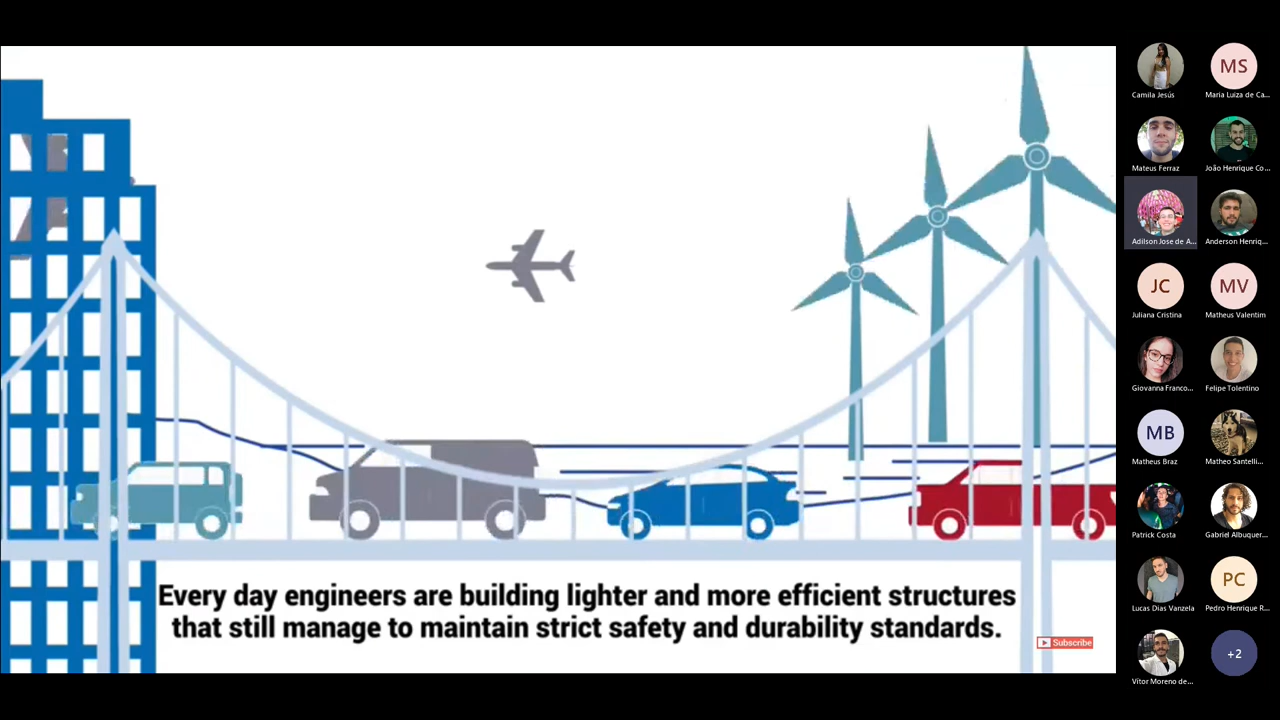 Every day engineers are building lighter and more efficient structures
that still manage to maintain strict safety and durability standards.
Subscribe
MS
Camila Jesús
Maria Luiza de Ca...
Mateus Ferraz
João Henrique Co...
Adilson Jose de A...
Anderson Henriq...
JC
MV
Juliana Cristina
Matheus Valentim
Giovanna Franco...
Felipe Tolentino
MB
Matheus Braz
Matheo Santelli...
Patrick Costa
Gabriel Albuquer...
PC
Lucas Dias Vanzela
Pedro Henrique R...
+2
Vítor Moreno de...